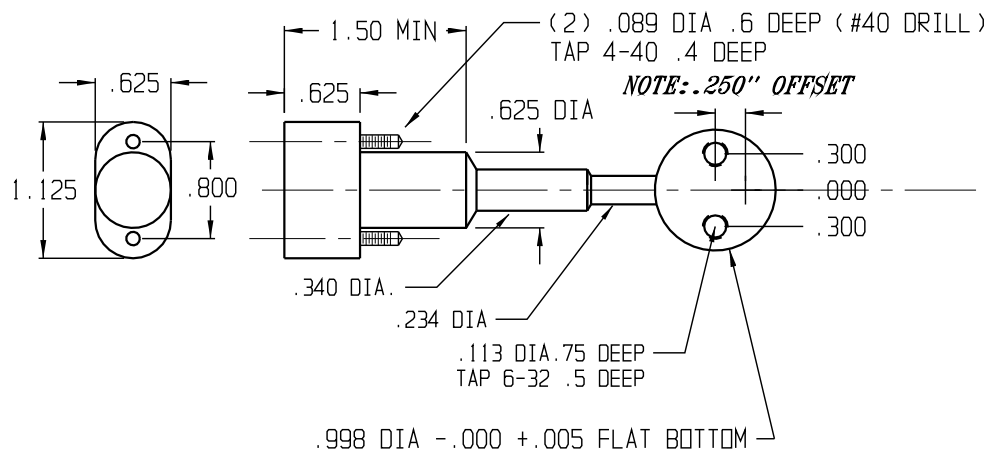 1.50 MIN
(2) .089 DIA .6 DEEP (#40 DRILL)
TAP 4-40 .4 DEEP
.625
.625
NOTE:.250" OFFSET
.625 DIA
.300
1.125
.800
.000
.300
.340 DIA.
.234 DIA
.113 DIA.75 DEEP
TAP 6-32 .5 DEEP
.998 DIA -.000 +.005 FLAT BOTTOM